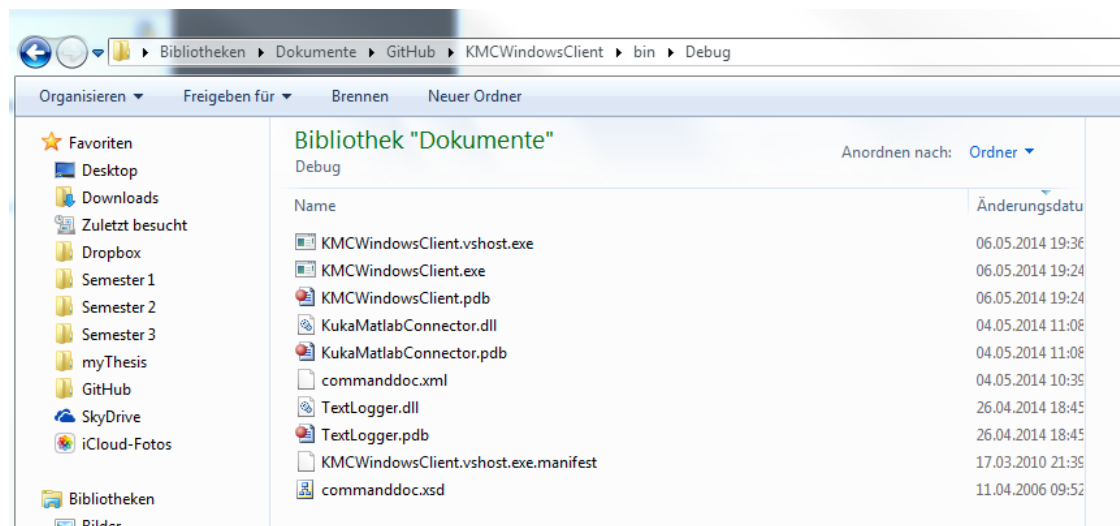 Bibliotheken ▸ Dokumente ▸ GitHub ▸ KMCWindowsClient ▸ bin ▸ Debug
Organisieren Freigeben für Brennen Neuer Ordner
Favoriten
Desktop
Downloads
Zuletzt besucht
Dropbox
Semester 1
Semester 2
Semester 3
myThesis
GitHub
SkyDrive
iCloud-Fotos
Bibliotheken
Bilder
Bibliothek "Dokumente"
Debug
Anordnen nach: Ordner
Name Änderungsdatu
KMCWindowsClient.vshost.exe 06.05.2014 19:36
KMCWindowsClient.exe 06.05.2014 19:24
KMCWindowsClient.pdb 06.05.2014 19:24
KukaMatlabConnector.dll 04.05.2014 11:08
KukaMatlabConnector.pdb 04.05.2014 11:08
commanddoc.xml 04.05.2014 10:39
TextLogger.dll 26.04.2014 18:45
TextLogger.pdb 26.04.2014 18:45
KMCWindowsClient.vshost.exe.manifest 17.03.2010 21:39
commanddoc.xsd 11.04.2006 09:52